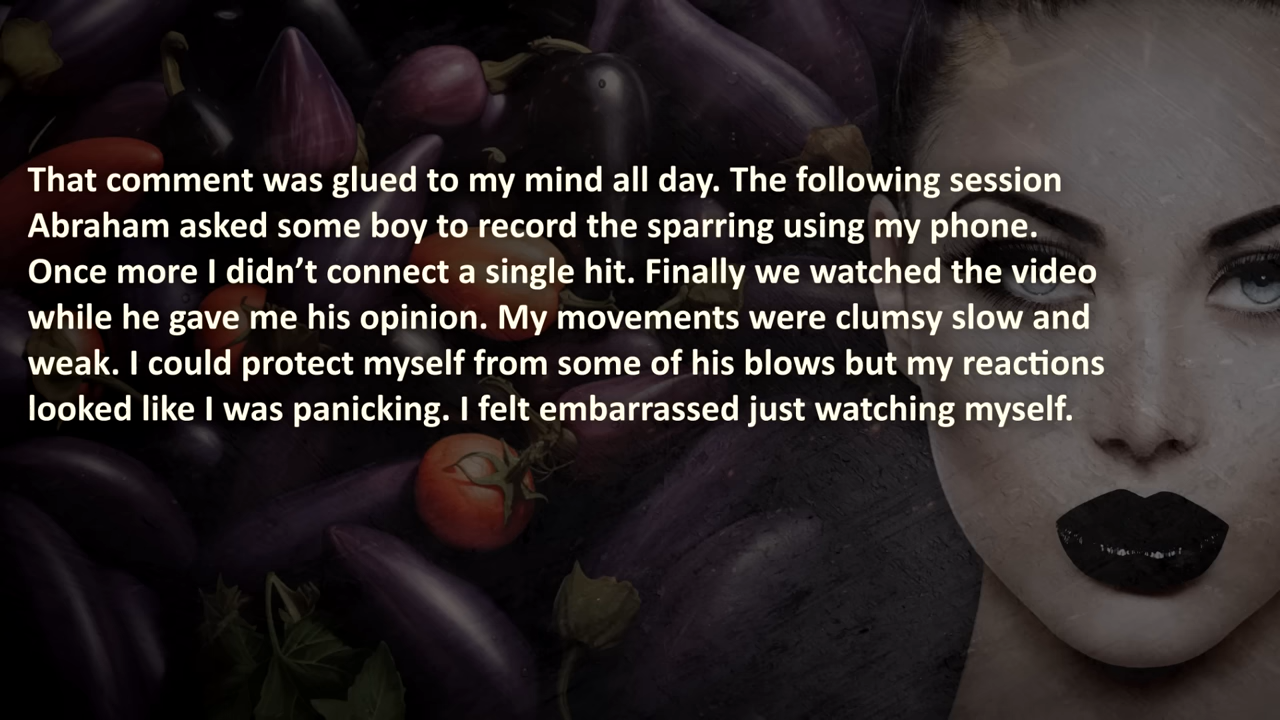 That comment was glued to my mind all day. The following session
Abraham asked some boy to record the sparring using my phone.
Once more I didn’t connect a single hit. Finally we watched the video
while he gave me his opinion. My movements were clumsy slow and
weak. I could protect myself from some of his blows but my reactions
looked like I was panicking. I felt embarrassed just watching myself.